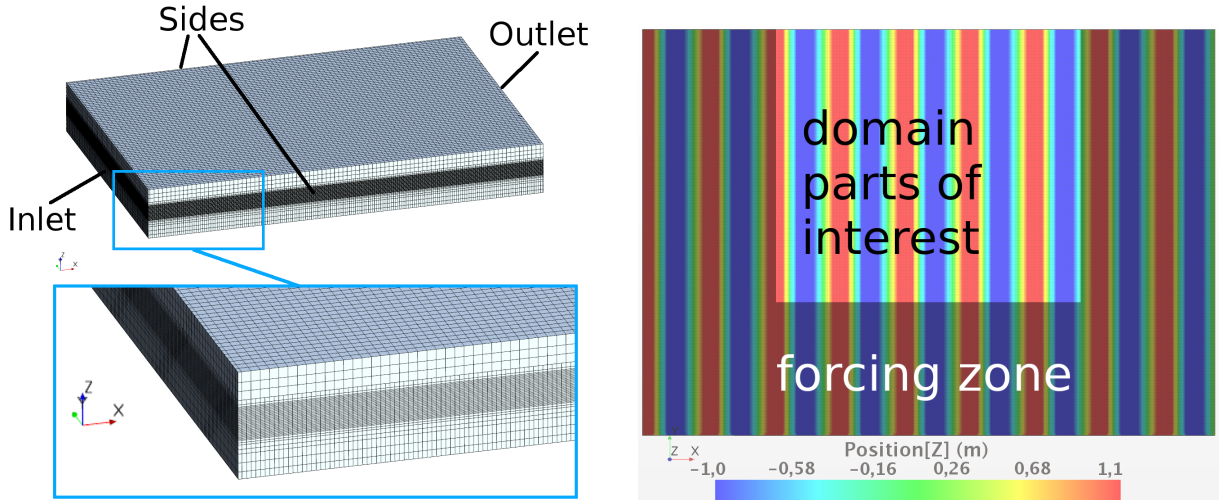 Sides
Outlet
Inlet
Z
X
Z
X
domain
parts of
interest
forcing zone
Y
Z X
Position[Z] (m)
-1,0 -0,58 -0,16 0,26 0,68 1,1